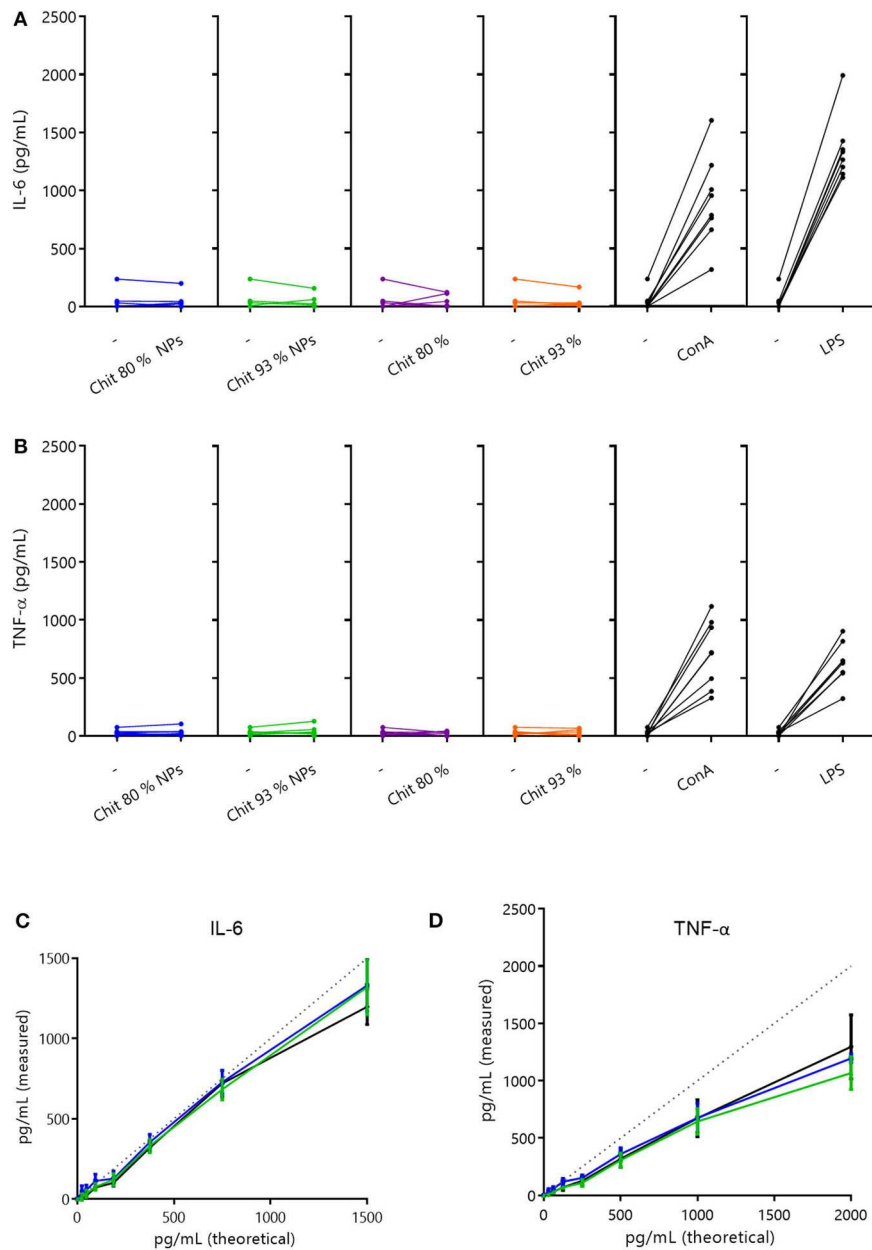 A
2500
2000
1500
1000
500
0
IL-6 (pg/mL)
-
Chit 80 % NPs
-
Chit 93 % NPs
-
Chit 80 %
-
Chit 93 %
-
ConA
-
LPS
B
2500
2000
1500
1000
500
0
TNF-α (pg/mL)
-
Chit 80 % NPs
-
Chit 93 % NPs
-
Chit 80 %
-
Chit 93 %
-
ConA
-
LPS
C
IL-6
1500
1000
500
0
pg/mL (measured)
0
500
1000
1500
pg/mL (theoretical)
D
TNF-α
2500
2000
1500
1000
500
0
pg/mL (measured)
0
500
1000
1500
2000
pg/mL (theoretical)